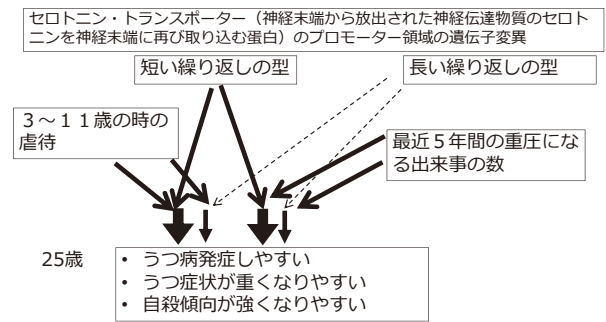 セロトニン・トランスポーター（神経末端から放出された神経伝達物質のセロト
ニンを神経末端に再び取り込む蛋白）のプロモーター領域の遺伝子変異
短い繰り返しの型
長い繰り返しの型
３～１１歳の時の
虐待
最近５年間の重圧にな
る出来事の数
25歳
• うつ病発症しやすい
• うつ症状が重くなりやすい
• 自殺傾向が強くなりやすい